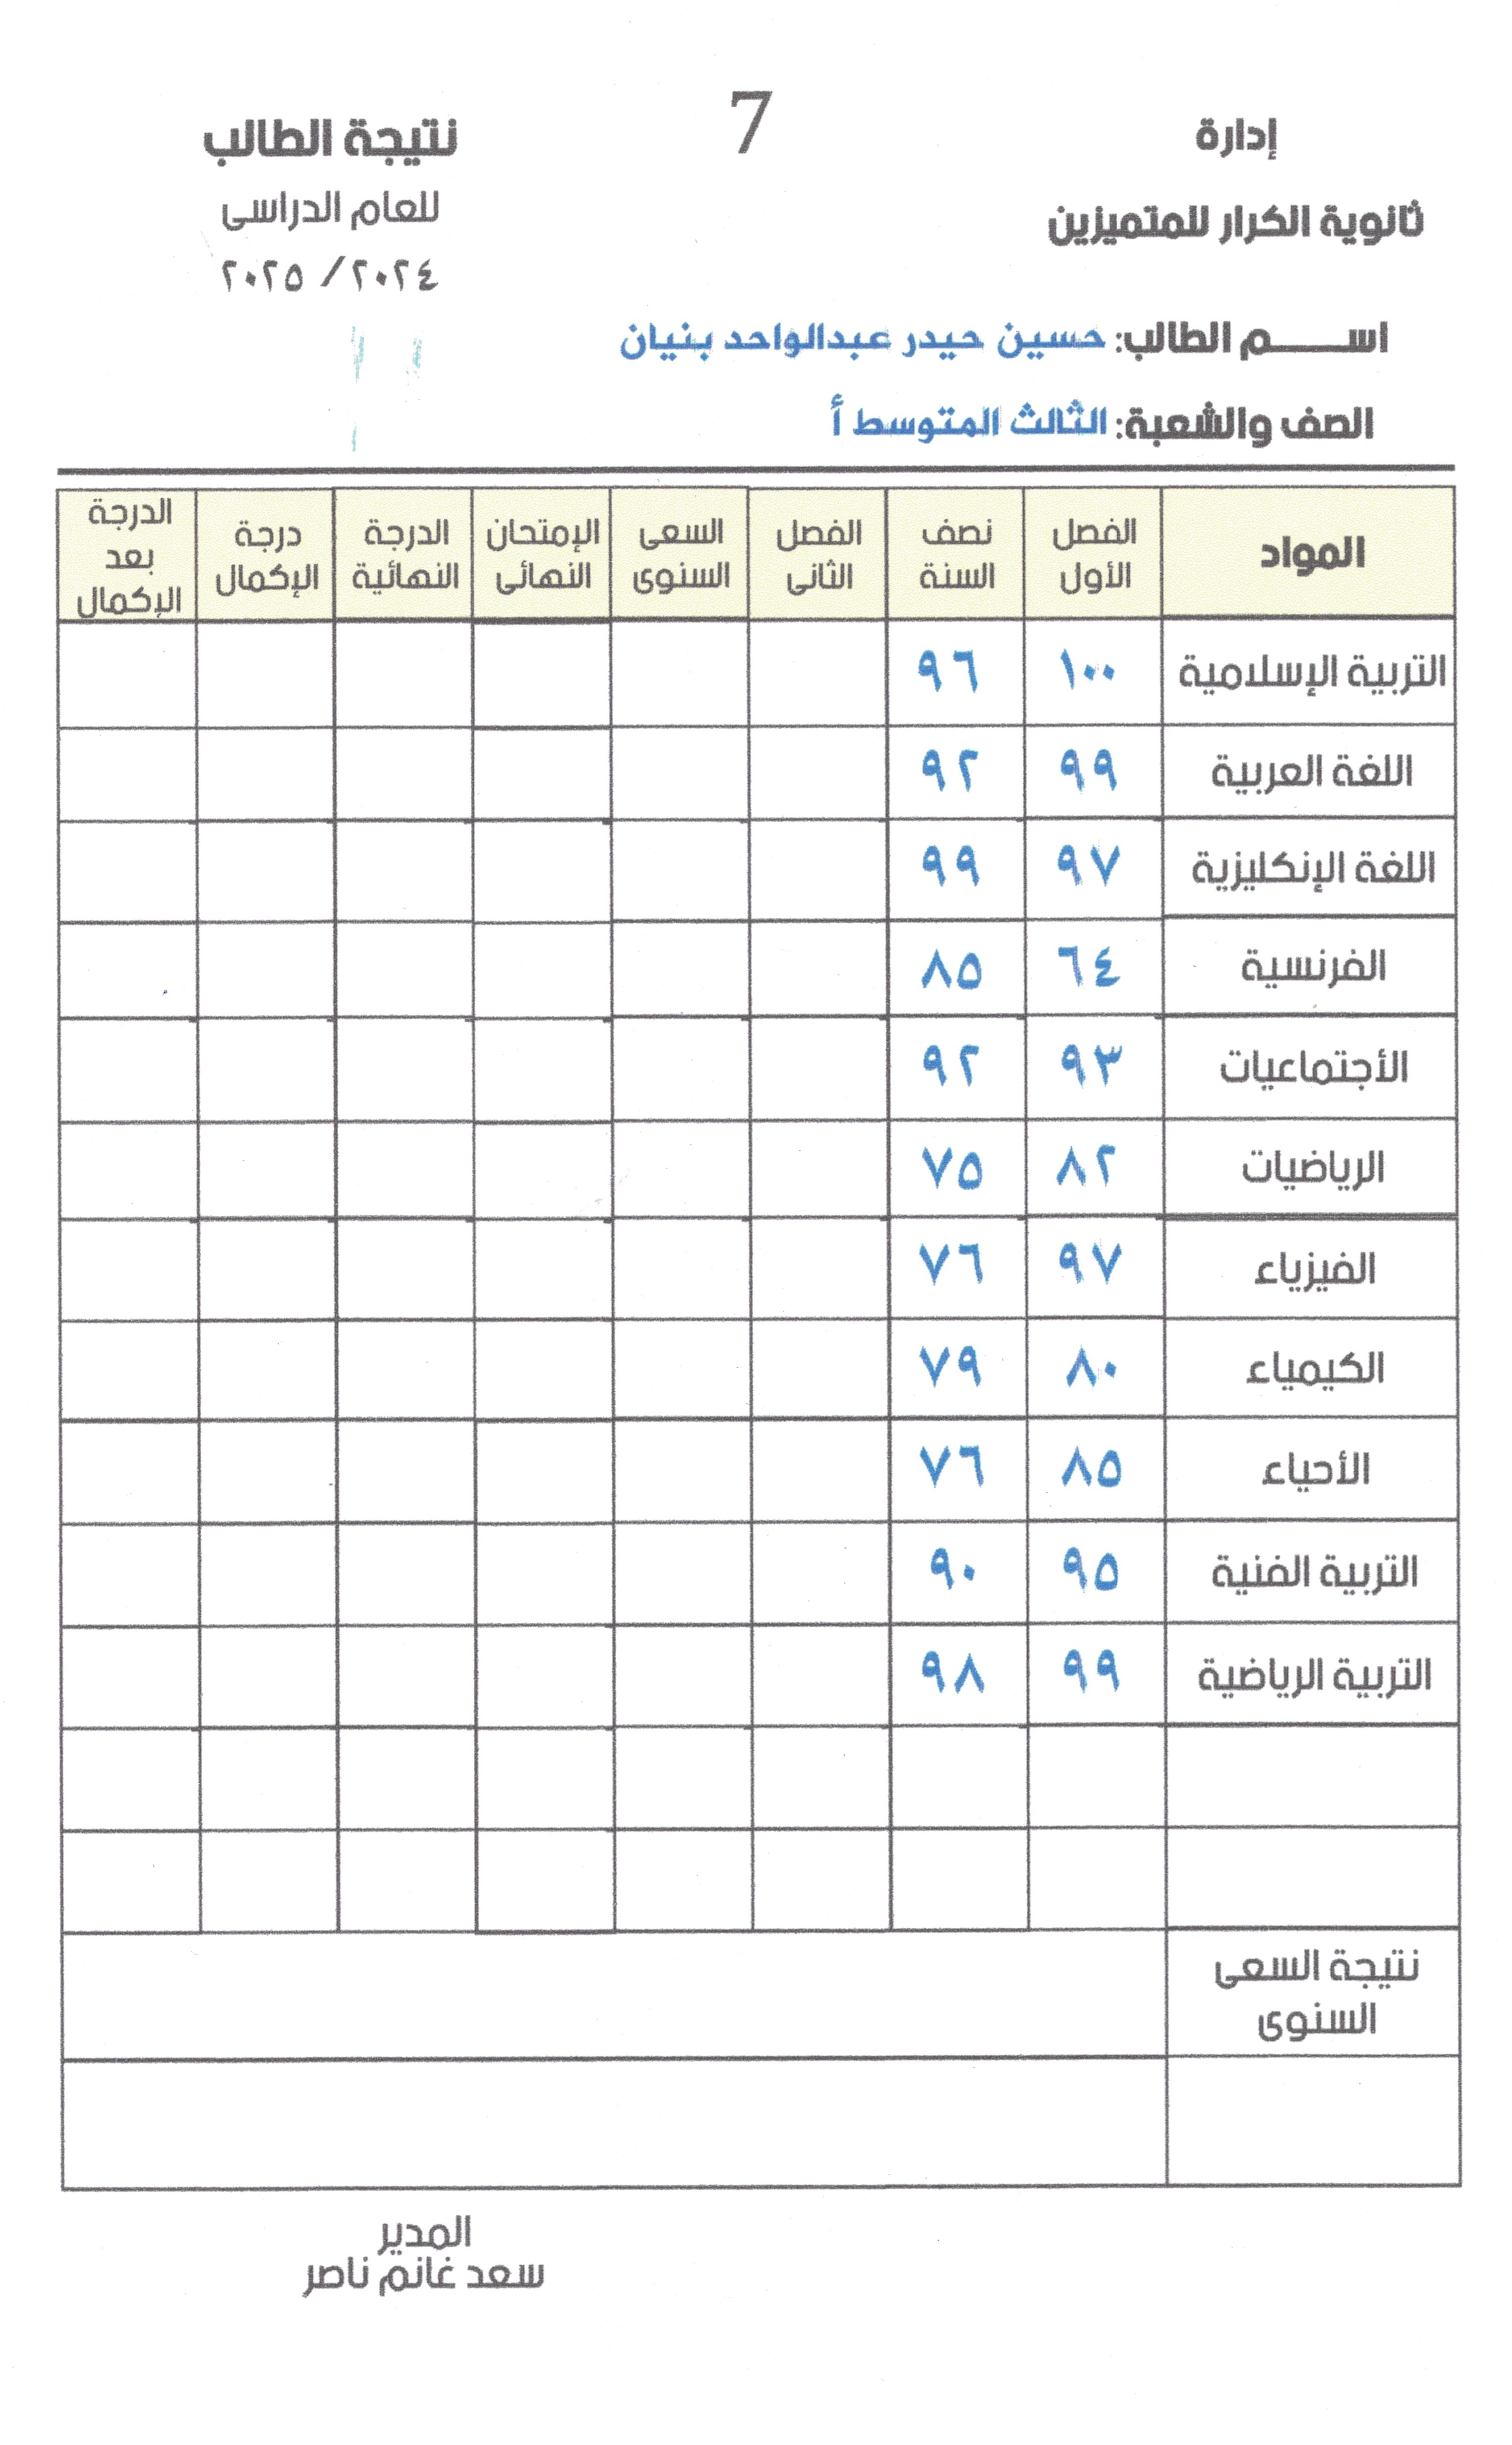 إدارة
ثانوية الكرار للمتميزين
7
نتيجة الطالب
للعام الدراسي
٢٠٢٤/ ٢٠٢٥
اســـــم الطالب: حسين حيدر عبدالواحد بنيان
الصف والشعبة: الثالث المتوسط أ
المواد الفصل الأول نصف السنة الفصل الثاني السعي السنوي الإمتحان النهائي الدرجة النهائية درجة الإكمال الدرجة بعد الإكمال
التربية الإسلامية ١٠٠ ٩٦
اللغة العربية ٩٩ ٩٢
اللغة الإنكليزية ٩٧ ٩٩
الفرنسية ٦٤ ٨٥
الأجتماعيات ٩٣ ٩٢
الرياضيات ٨٢ ٧٥
الفيزياء ٩٧ ٧٦
الكيمياء ٨٠ ٧٩
الأحياء ٨٥ ٧٦
التربية الفنية ٩٥ ٩٠
التربية الرياضية ٩٩ ٩٨
نتيجة السعي
السنوي
المدير
سعد غانم ناصر